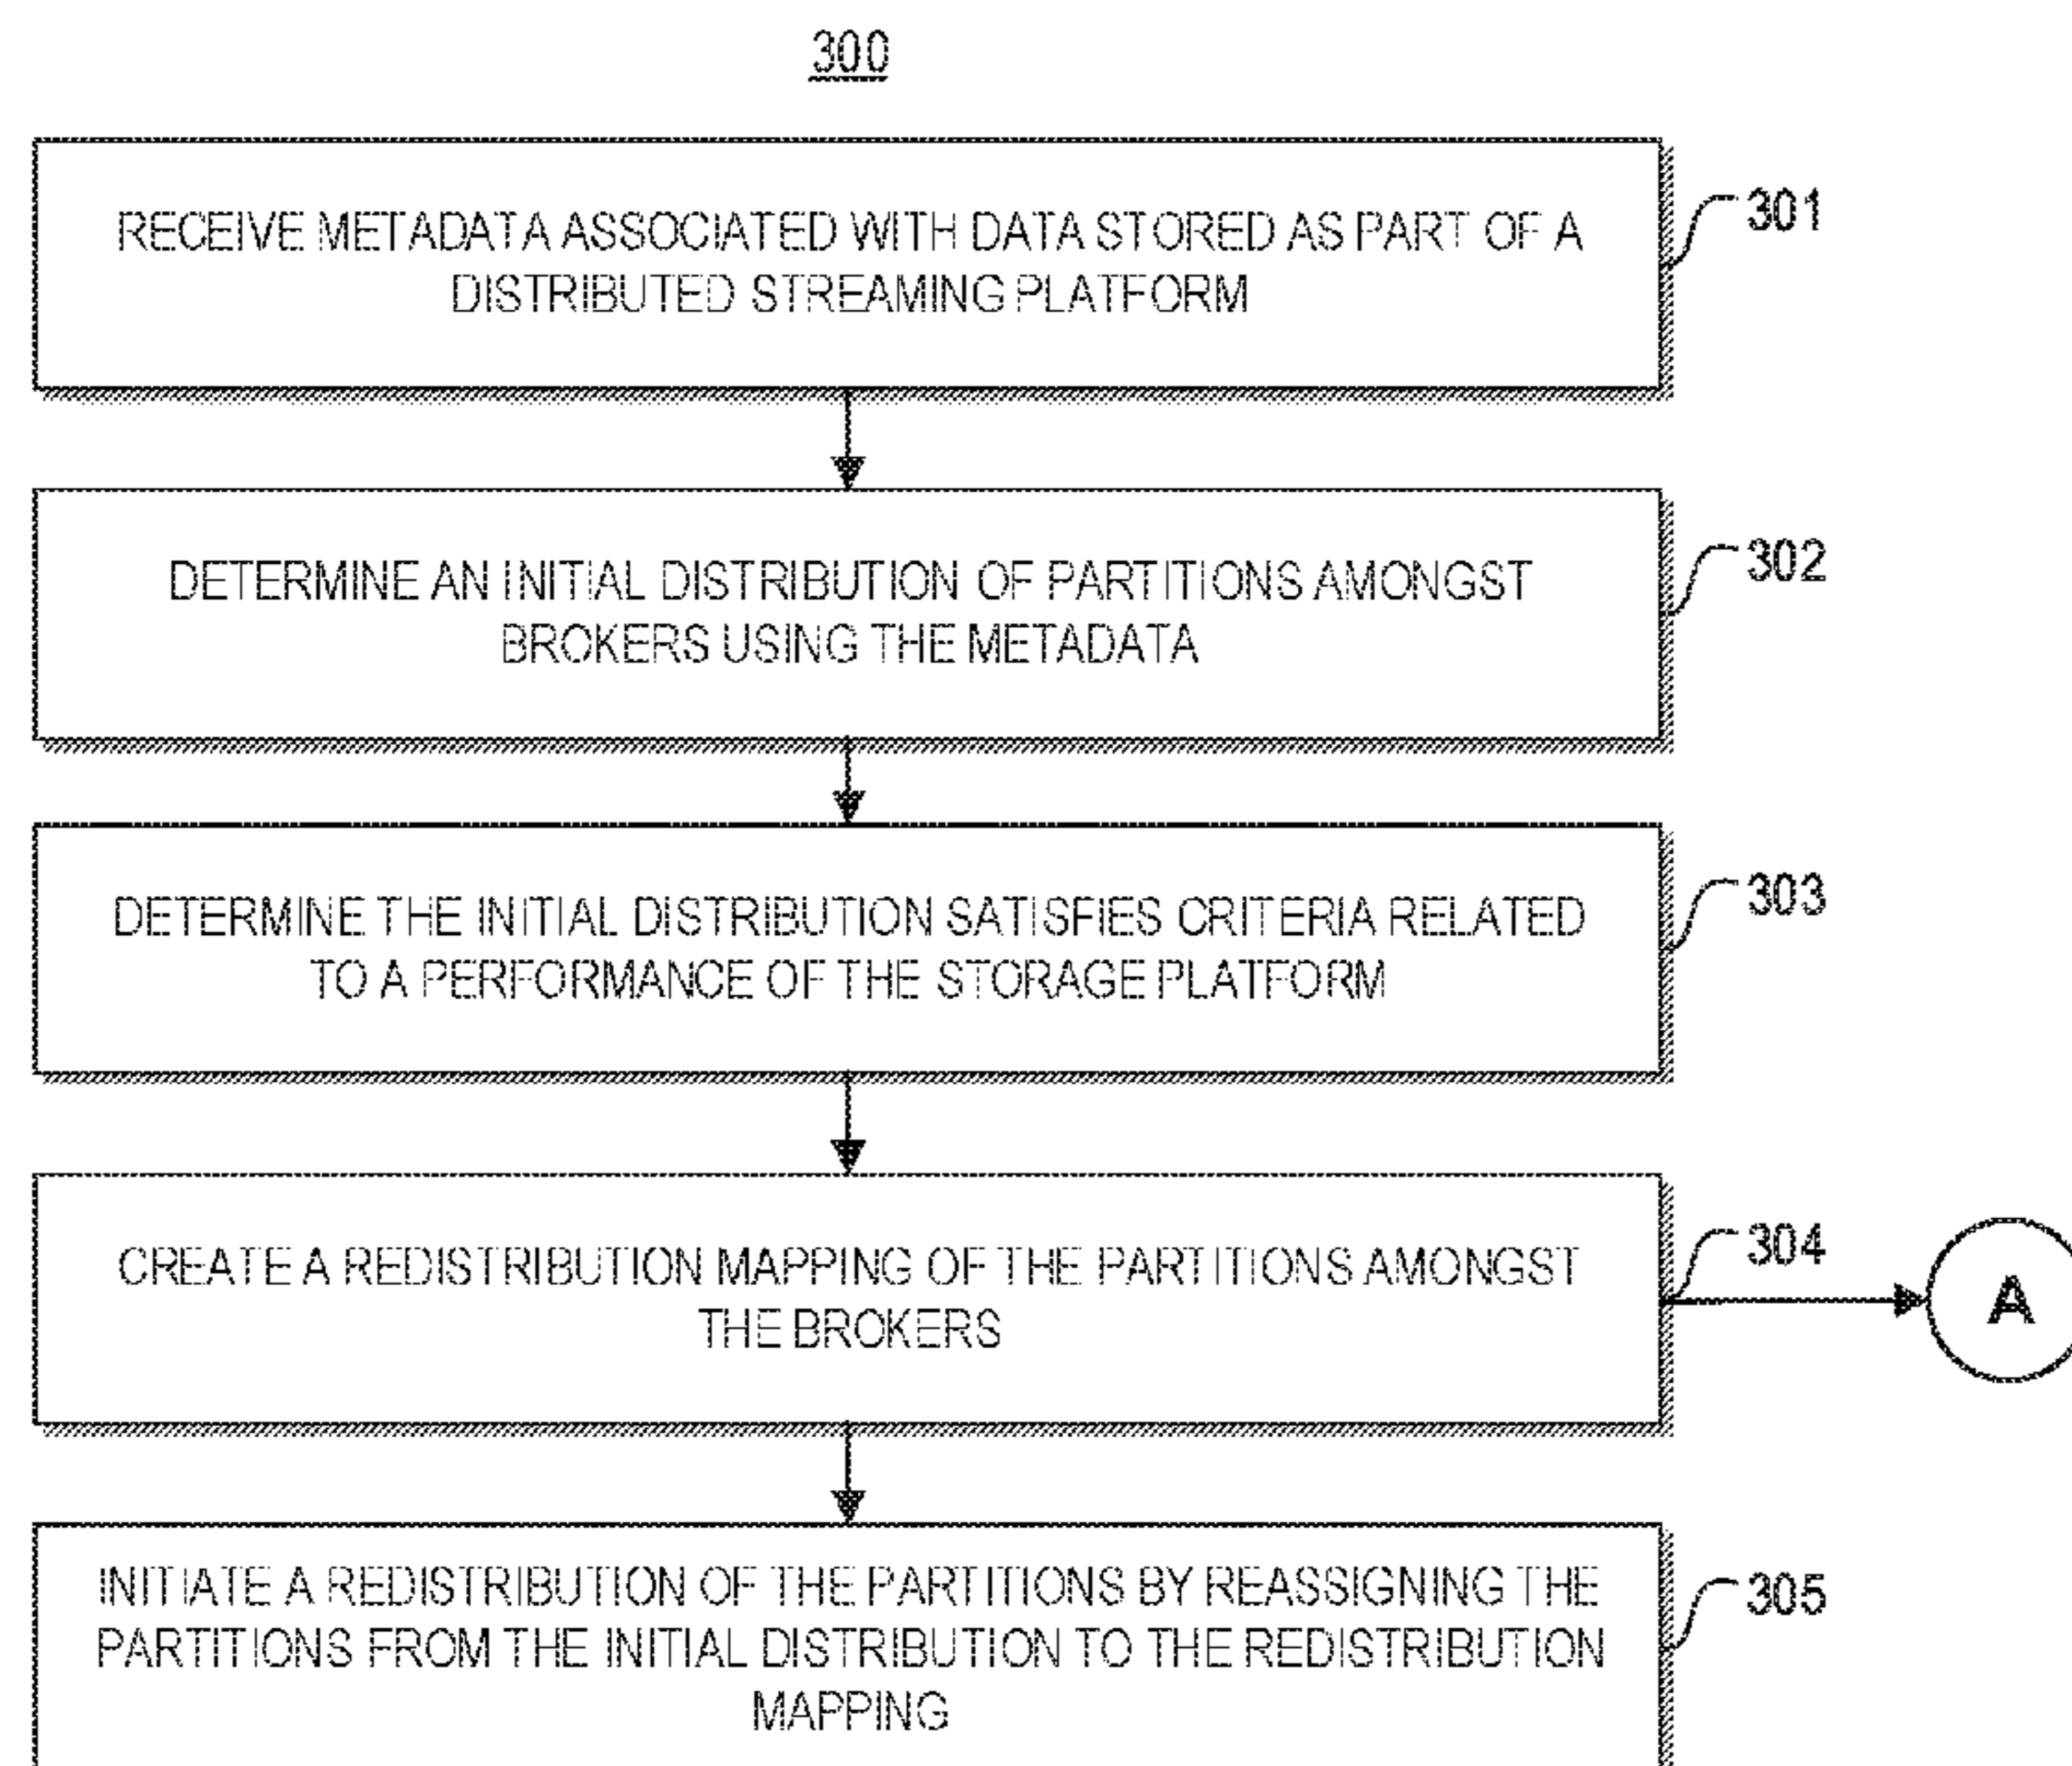 300
RECEIVE METADATA ASSOCIATED WITH DATA STORED AS PART OF A
DISTRIBUTED STREAMING PLATFORM
301
DETERMINE AN INITIAL DISTRIBUTION OF PARTITIONS AMONGST
BROKERS USING THE METADATA
302
DETERMINE THE INITIAL DISTRIBUTION SATISFIES CRITERIA RELATED
TO A PERFORMANCE OF THE STORAGE PLATFORM
303
CREATE A REDISTRIBUTION MAPPING OF THE PARTITIONS AMONGST
THE BROKERS
304
A
INITIATE A REDISTRIBUTION OF THE PARTITIONS BY REASSIGNING THE
PARTITIONS FROM THE INITIAL DISTRIBUTION TO THE REDISTRIBUTION
MAPPING
305